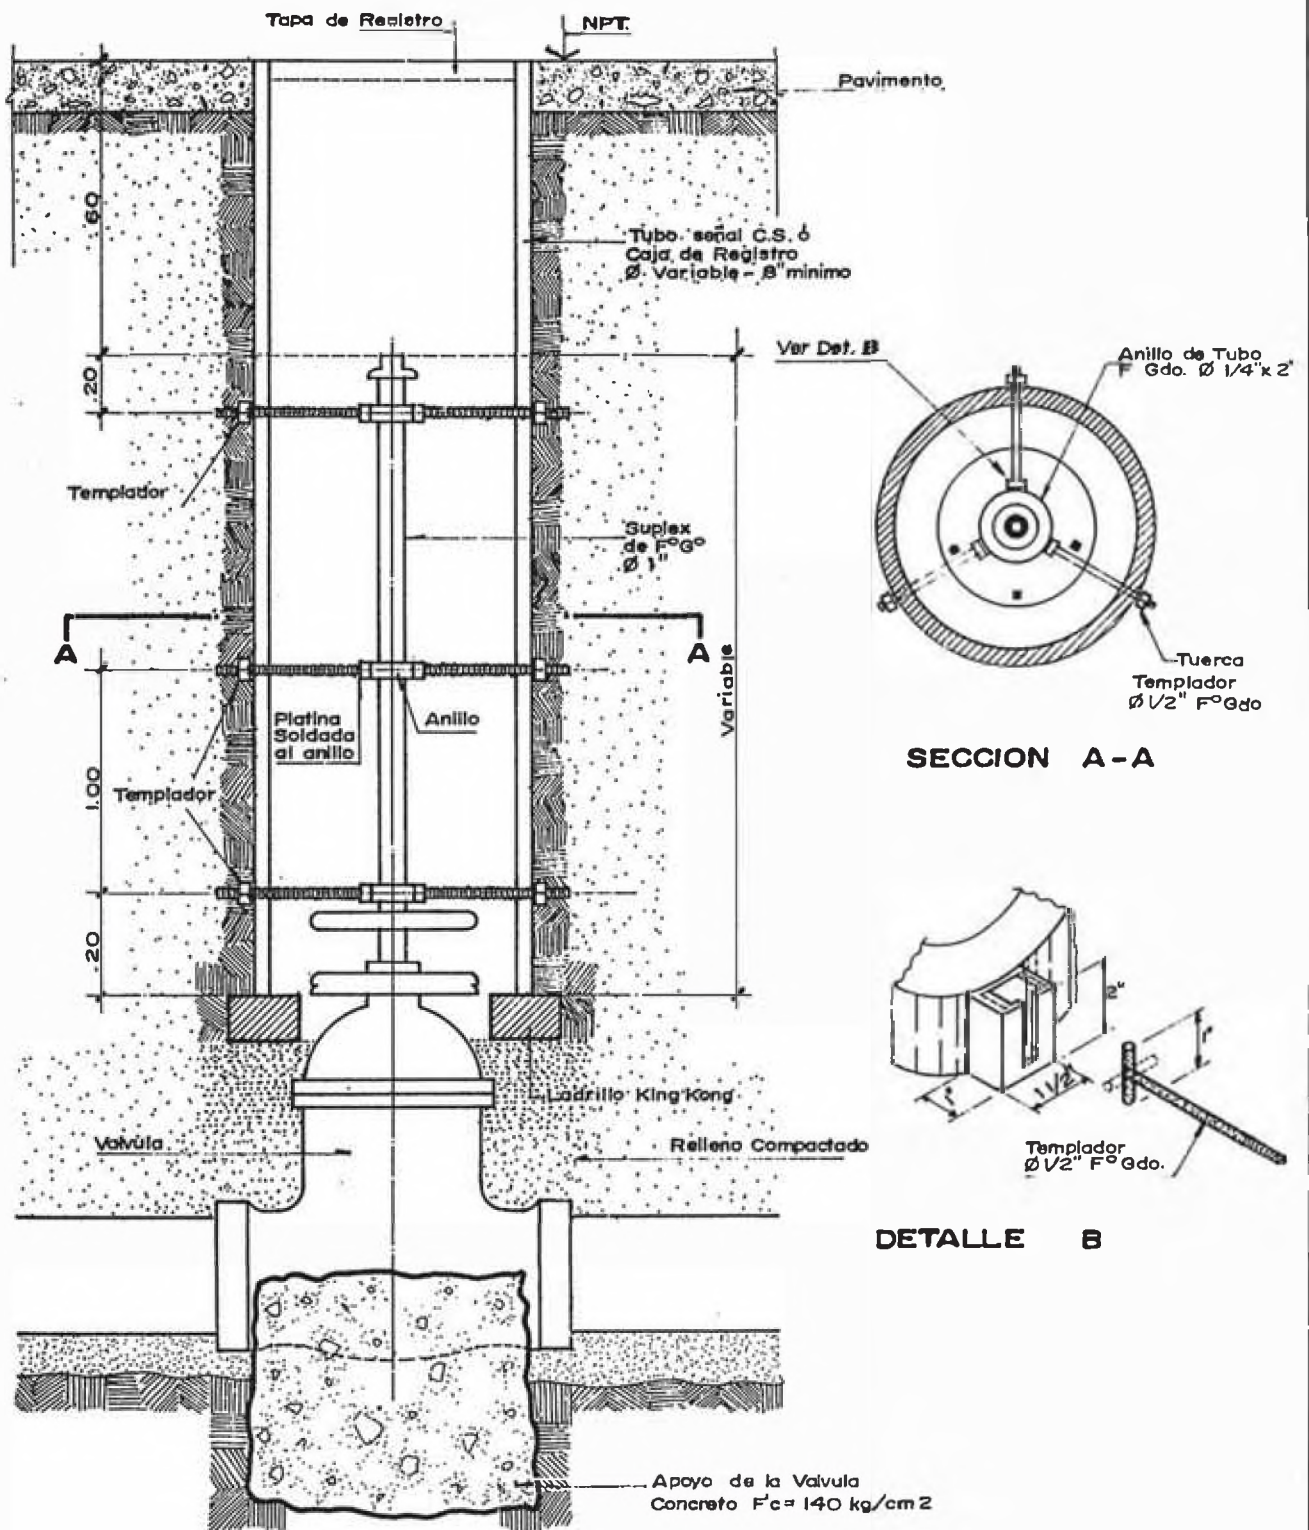 Tapa de Registro
NPT.
Pavimento
.60
Tubo señal C.S. ó
Caja de Registro
Ø Variable - 8" minimo
Ver Det. B
Anillo de Tubo
F Gdo. Ø 1/4" x 2"
.20
Templador
Suplex
de F°G°
Ø 1"
A
A
Variable
Tuerca
Templador
Ø 1/2" F° Gdo
Platina
Soldada
al anillo
Anillo
SECCION A-A
1.00
Templador
.20
2"
1"
1"
1 1/2"
Ladrillo King Kong
Valvula
Relleno Compactado
Templador
Ø 1/2" F° Gdo.
DETALLE B
Apoyo de la Valvula
Concreto F'c = 140 kg/cm 2